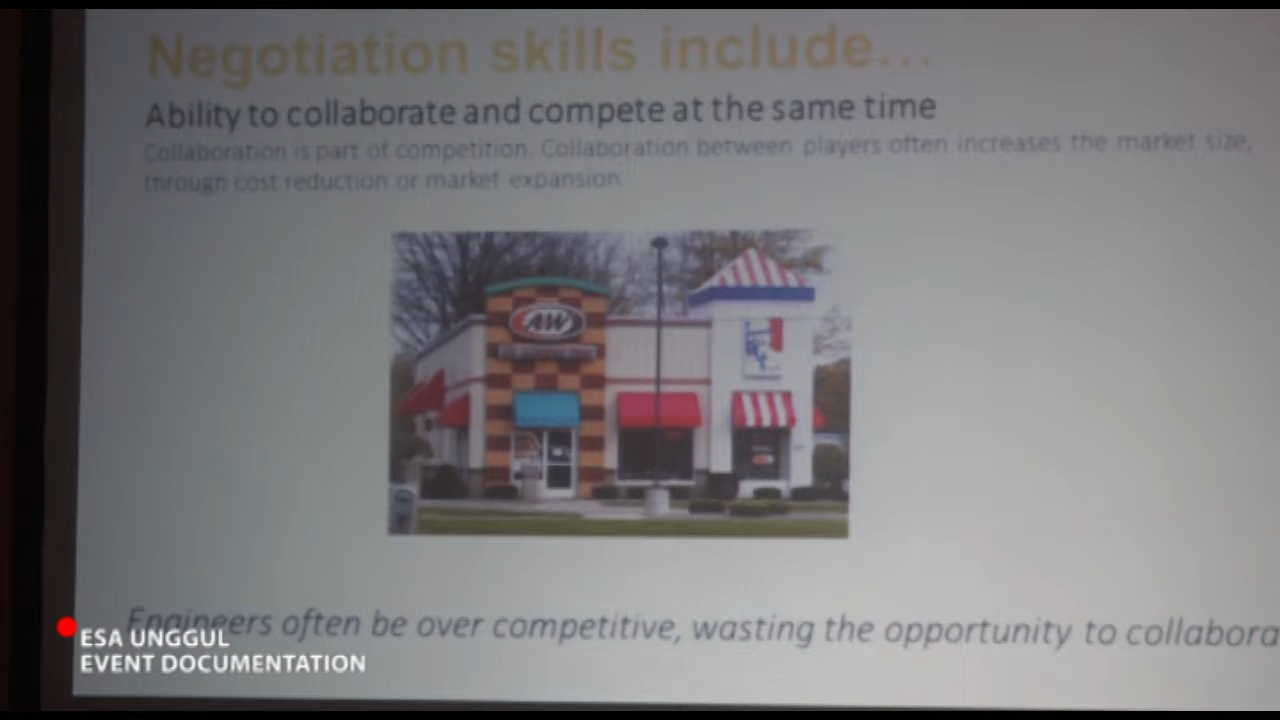 Negotiation skills include...
Ability to collaborate and compete at the same time
Collaboration is part of competition. Collaboration between players often increases the market size,
through cost reduction or market expansion.
A&W
KFC
Engineers often be over competitive, wasting the opportunity to collabora
ESA UNGGUL
EVENT DOCUMENTATION